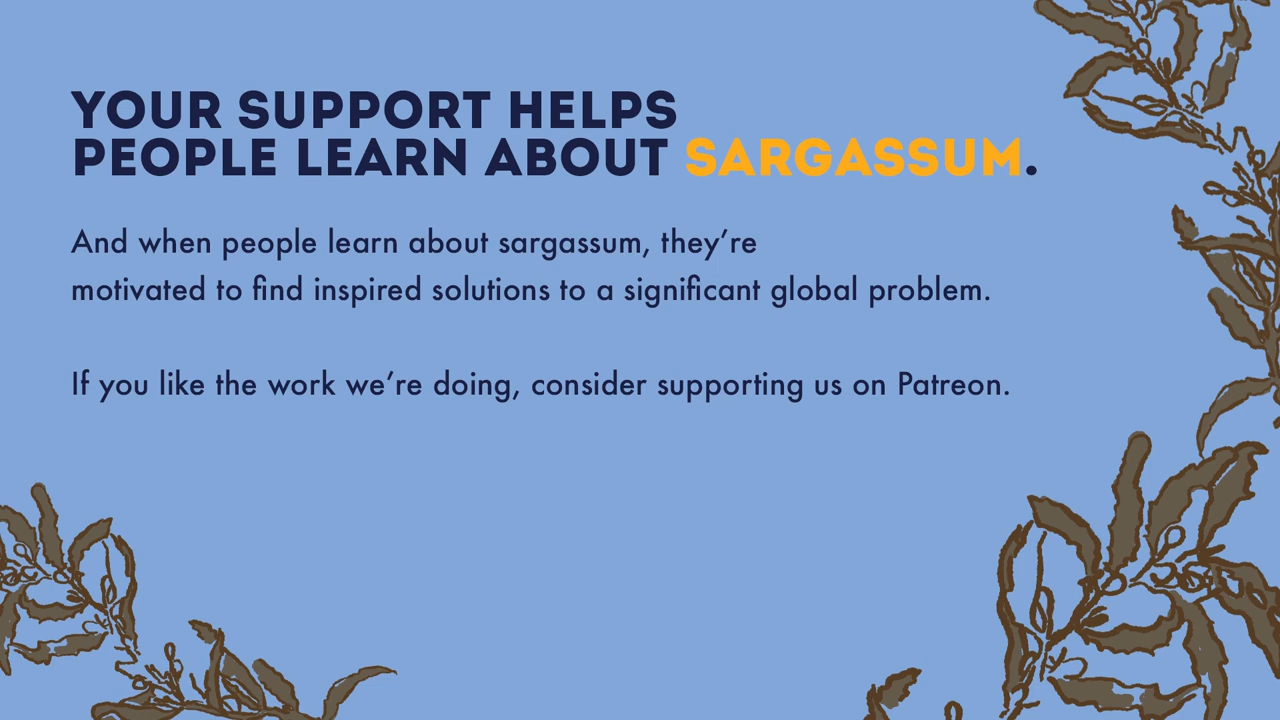 YOUR SUPPORT HELPS
PEOPLE LEARN ABOUT SARGASSUM.
And when people learn about sargassum, they’re
motivated to find inspired solutions to a significant global problem.
If you like the work we’re doing, consider supporting us on Patreon.